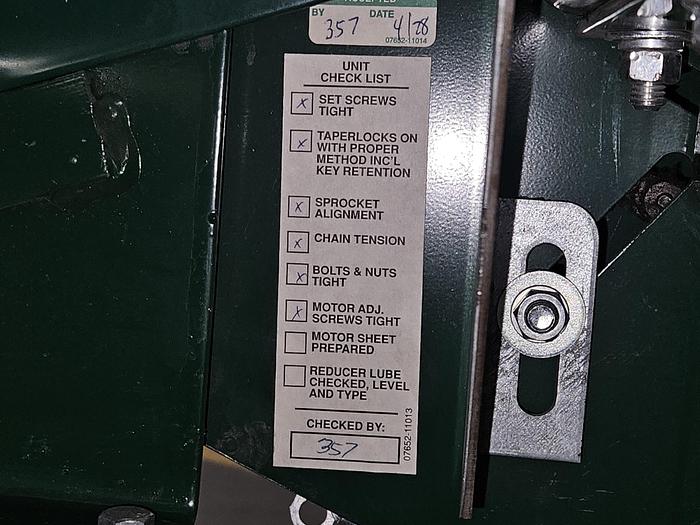 ACCEPTED
BY DATE
357 4/28
07652-11014
UNIT
CHECK LIST
X SET SCREWS
TIGHT
X TAPERLOCKS ON
WITH PROPER
METHOD INC'L
KEY RETENTION
X SPROCKET
ALIGNMENT
X CHAIN TENSION
X BOLTS & NUTS
TIGHT
X MOTOR ADJ.
SCREWS TIGHT
MOTOR SHEET
PREPARED
REDUCER LUBE
CHECKED, LEVEL
AND TYPE
CHECKED BY:
357
07652-11013